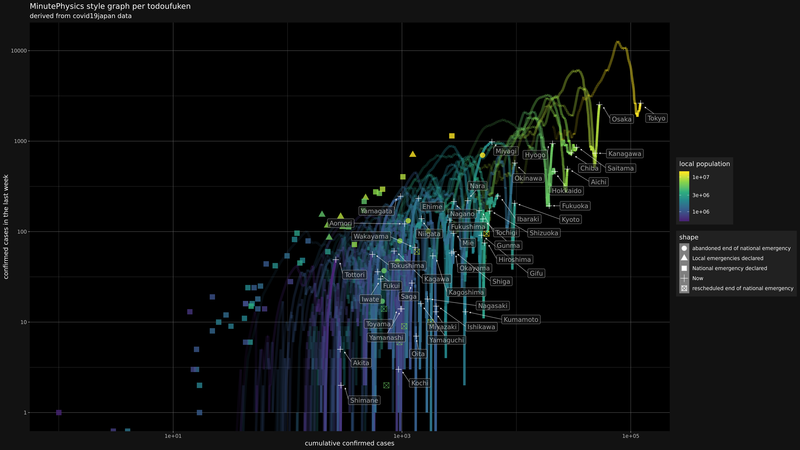 MinutePhysics style graph per todoufuken
derived from covid19japan data
confirmed cases in the last week
10000
1000
100
10
1
1e+01
1e+03
1e+05
cumulative confirmed cases
Tokyo
Osaka
Miyagi
Hyogo
Kanagawa
Chiba
Saitama
Okinawa
Aichi
Hokkaido
Nara
Fukuoka
Yamagata
Ehime
Nagano
Ibaraki
Kyoto
Aomori
Fukushima
Wakayama
Niigata
Tochigi
Shizuoka
Mie
Gunma
Hiroshima
Tokushima
Okayama
Gifu
Tottori
Kagawa
Shiga
Fukui
Kagoshima
Iwate
Saga
Nagasaki
Kumamoto
Toyama
Miyazaki
Ishikawa
Yamanashi
Yamaguchi
Oita
Akita
Kochi
Shimane
local population
1e+07
3e+06
1e+06
shape
abandoned end of national emergency
Local emergencies declared
National emergency declared
Now
rescheduled end of national emergency